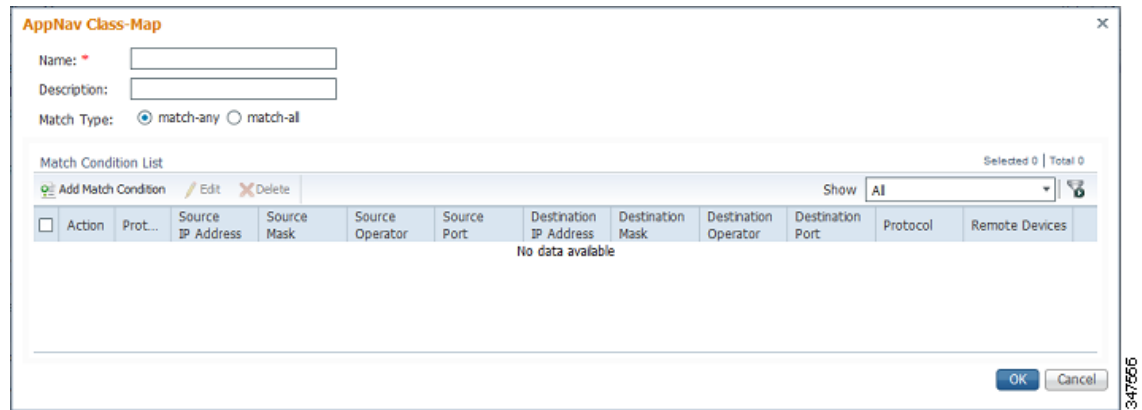 AppNav Class-Map
Name: *
Description:
Match Type: match-any match-all
Match Condition List Selected 0 | Total 0
Add Match Condition Edit Delete Show All
Action Prot... Source IP Address Source Mask Source Operator Source Port Destination IP Address Destination Mask Destination Operator Destination Port Protocol Remote Devices
No data available
OK Cancel
347556